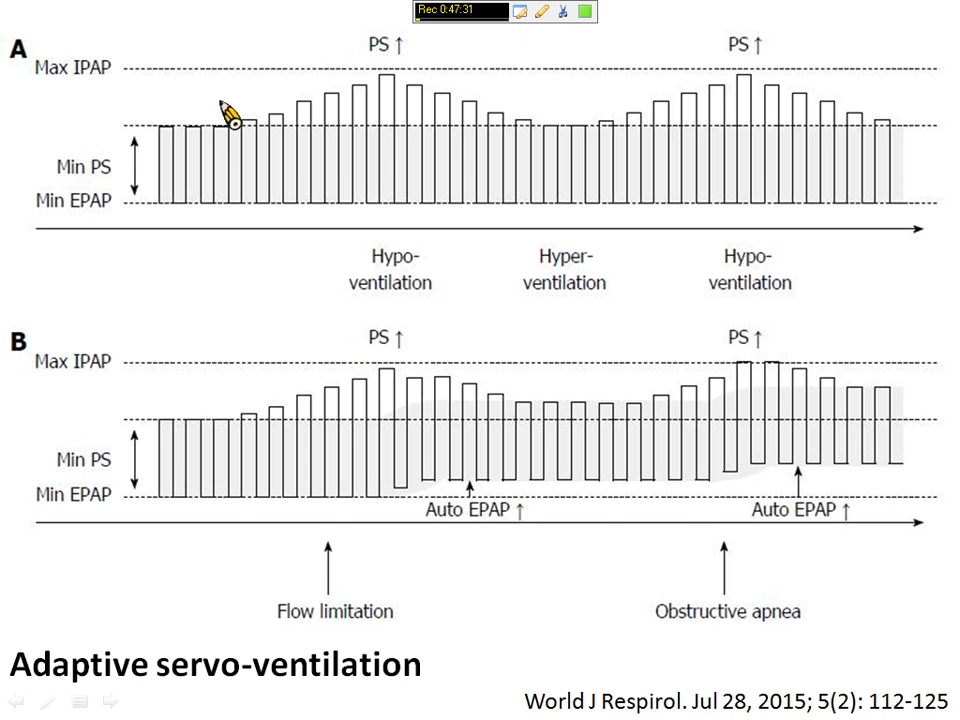 Rec 0:47:31
A
PS ↑
PS ↑
Max IPAP
Min PS
Min EPAP
Hypo-
ventilation
Hyper-
ventilation
Hypo-
ventilation
B
PS ↑
PS ↑
Max IPAP
Min PS
Min EPAP
Auto EPAP ↑
Auto EPAP ↑
Flow limitation
Obstructive apnea
Adaptive servo-ventilation
World J Respirol. Jul 28, 2015; 5(2): 112-125